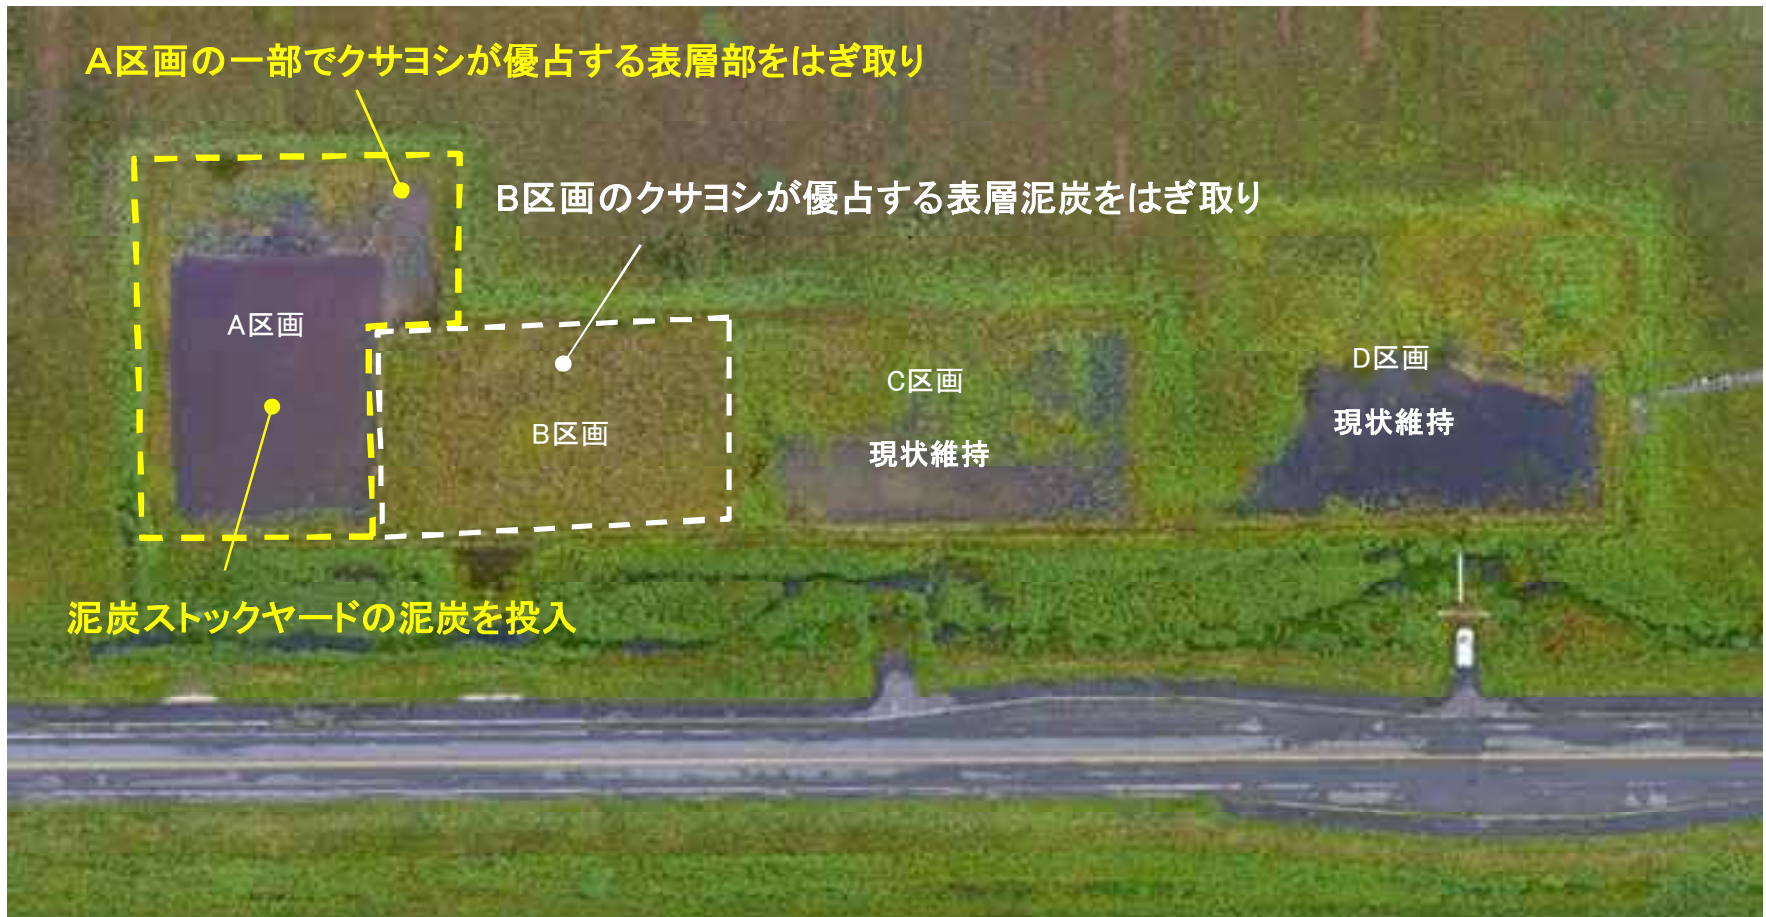 A区画の一部でクサヨシが優占する表層部をはぎ取り
B区画のクサヨシが優占する表層泥炭をはぎ取り
A区画
B区画
C区画
現状維持
D区画
現状維持
泥炭ストックヤードの泥炭を投入